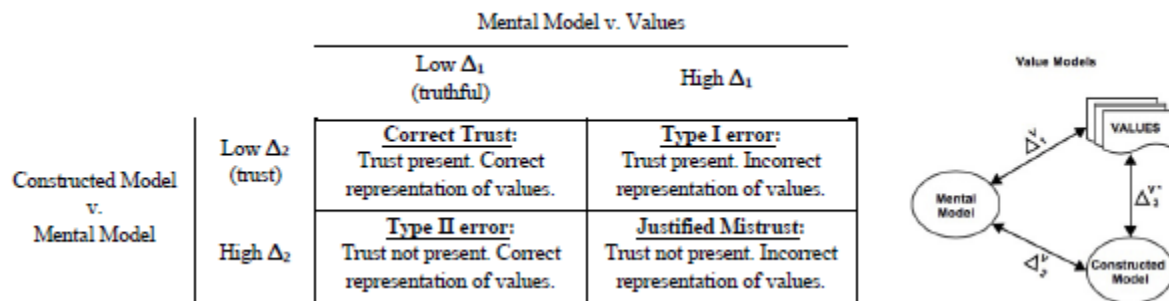 Mental Model v. Values
Low Δ₁
(truthful)
High Δ₁
Constructed Model
v.
Mental Model
Low Δ₂
(trust)
Correct Trust:
Trust present. Correct
representation of values.
Type I error:
Trust present. Incorrect
representation of values.
High Δ₂
Type II error:
Trust not present. Correct
representation of values.
Justified Mistrust:
Trust not present. Incorrect
representation of values.
Value Models
VALUES
Mental
Model
Constructed
Model